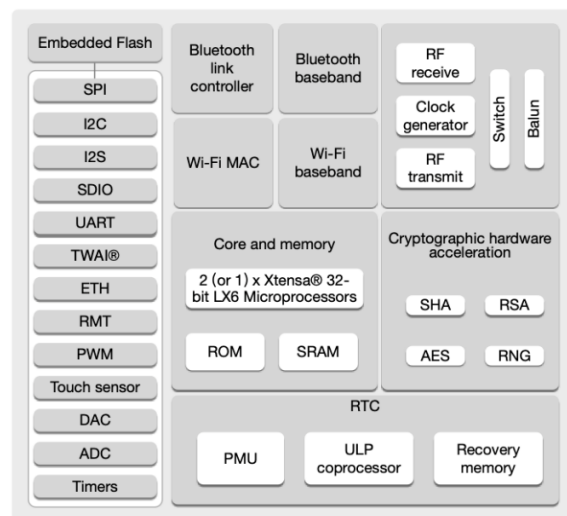 Embedded Flash
SPI
I2C
I2S
SDIO
UART
TWAI®
ETH
RMT
PWM
Touch sensor
DAC
ADC
Timers
Bluetooth
link
controller
Bluetooth
baseband
Wi-Fi MAC
Wi-Fi
baseband
RF
receive
Clock
generator
RF
transmit
Switch
Balun
Core and memory
2 (or 1) x Xtensa® 32-
bit LX6 Microprocessors
ROM
SRAM
Cryptographic hardware
acceleration
SHA
RSA
AES
RNG
RTC
PMU
ULP
coprocessor
Recovery
memory